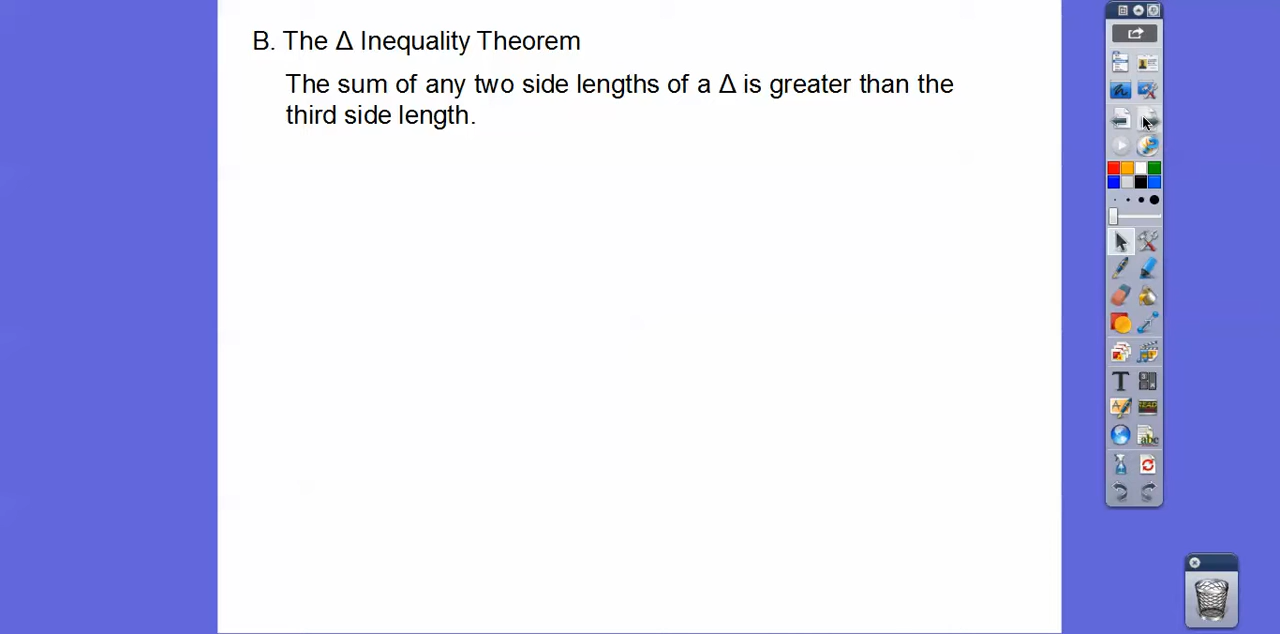 B. The Δ Inequality Theorem
The sum of any two side lengths of a Δ is greater than the
third side length.